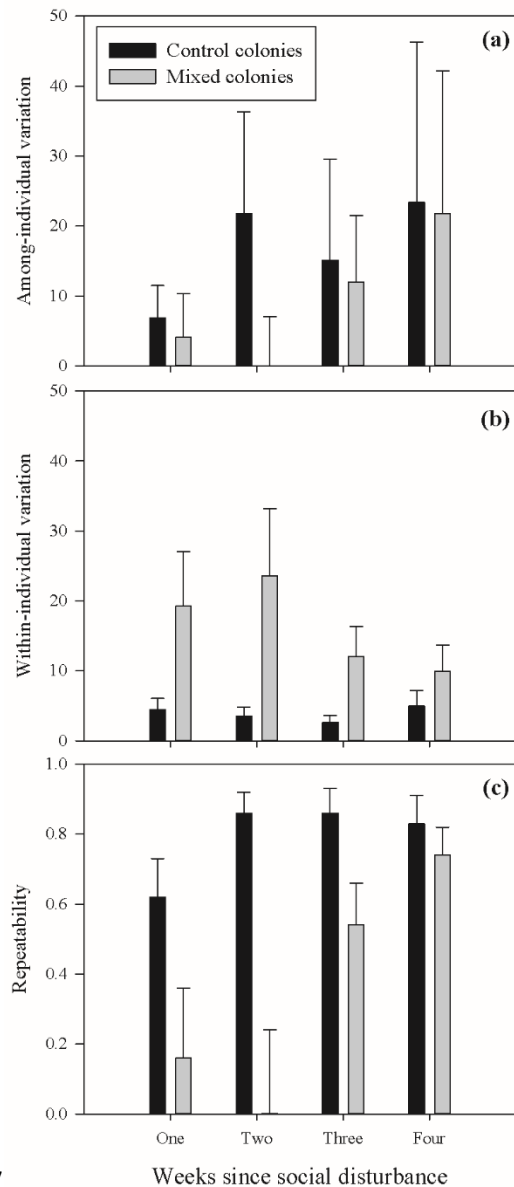 50
(a)
Control colonies
Mixed colonies
40
30
20
10
0
Among-individual variation
50
(b)
40
30
20
10
0
Within-individual variation
1.0
(c)
0.8
0.6
0.4
0.2
0.0
Repeatability
One Two Three Four
Weeks since social disturbance